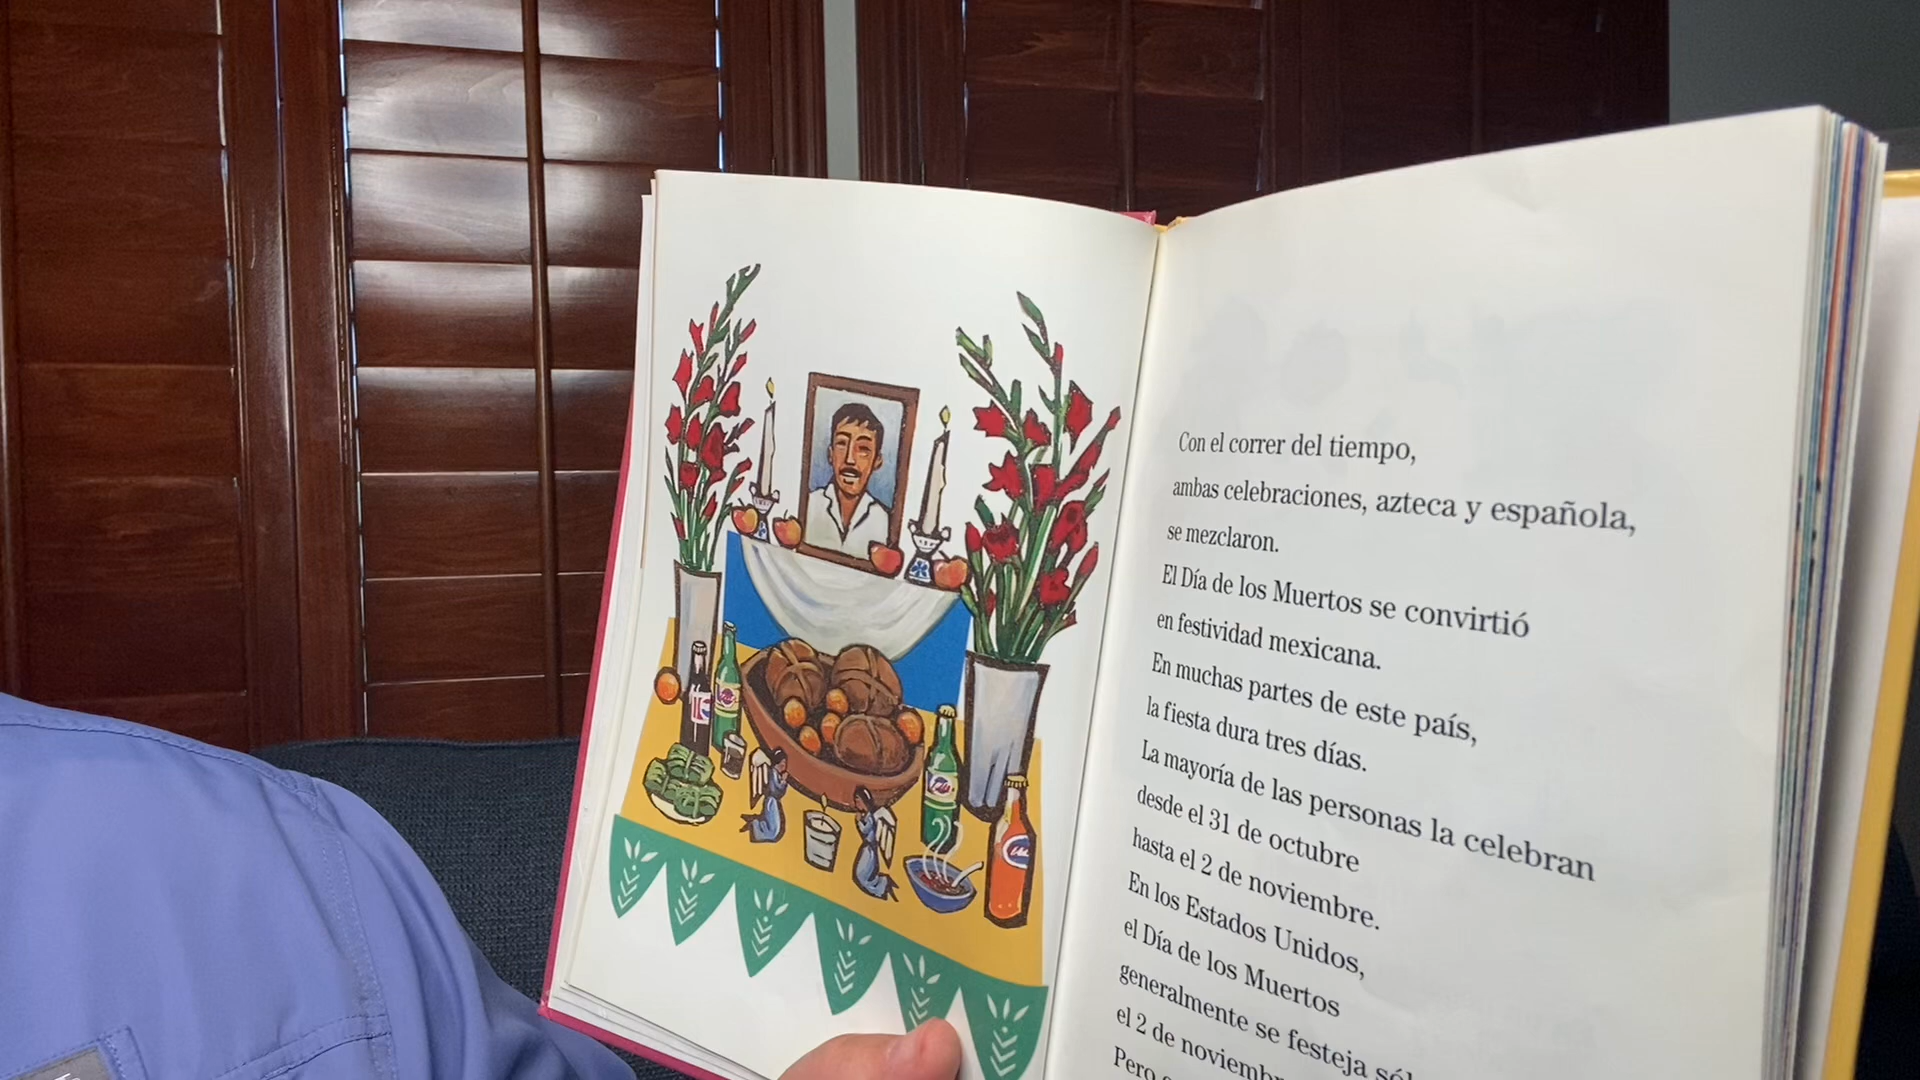 Con el correr del tiempo,
ambas celebraciones, azteca y española,
se mezclaron.
El Día de los Muertos se convirtió
en festividad mexicana.
En muchas partes de este país,
la fiesta dura tres días.
La mayoría de las personas la celebran
desde el 31 de octubre
hasta el 2 de noviembre.
En los Estados Unidos,
el Día de los Muertos
generalmente se festeja
el 2 de
Pero